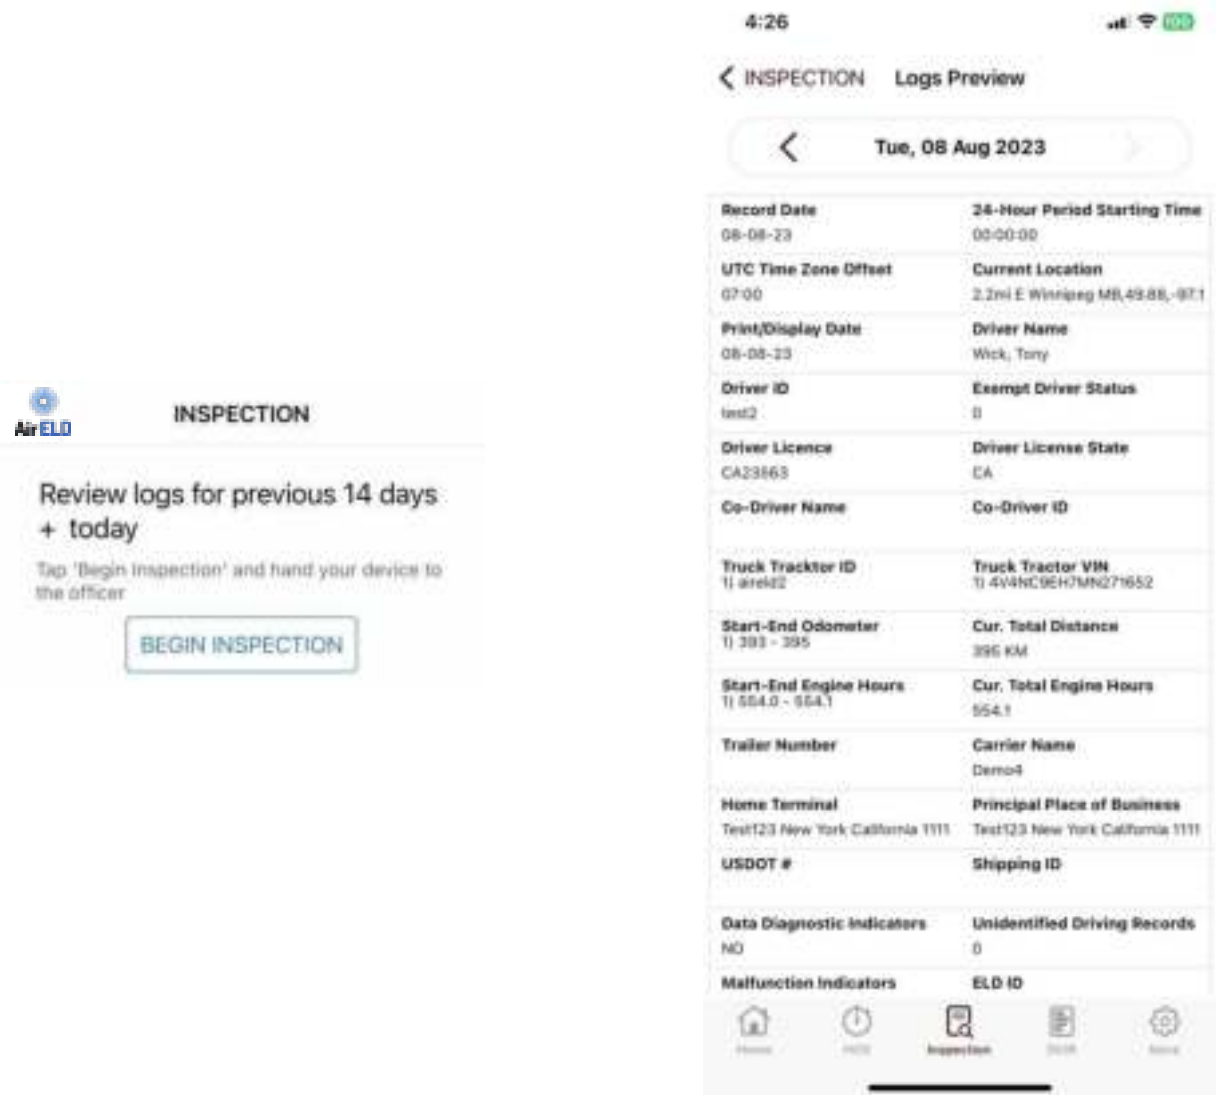 AirELD
INSPECTION
Review logs for previous 14 days
+ today
Tap 'Begin Inspection' and hand your device to
the officer
BEGIN INSPECTION
4:26
100
INSPECTION Logs Preview
Tue, 08 Aug 2023
Record Date 24-Hour Period Starting Time
08-08-23 00:00:00
UTC Time Zone Offset Current Location
07:00 2.2mi E Winnipeg MB,49.88,-97.1
Print/Display Date Driver Name
08-08-23 Wick, Tony
Driver ID Exempt Driver Status
test2 0
Driver Licence Driver License State
CA23563 CA
Co-Driver Name Co-Driver ID
Truck Tracktor ID Truck Tractor VIN
1) aireld2 1) 4V4NC9EH7MN271652
Start-End Odometer Cur. Total Distance
1) 393 - 395 395 KM
Start-End Engine Hours Cur. Total Engine Hours
1) 554.0 - 554.1 554.1
Trailer Number Carrier Name
Demo4
Home Terminal Principal Place of Business
Test123 New York California 1111 Test123 New York California 1111
USDOT # Shipping ID
Data Diagnostic Indicators Unidentified Driving Records
NO 0
Malfunction Indicators ELD ID
Home Inspection More